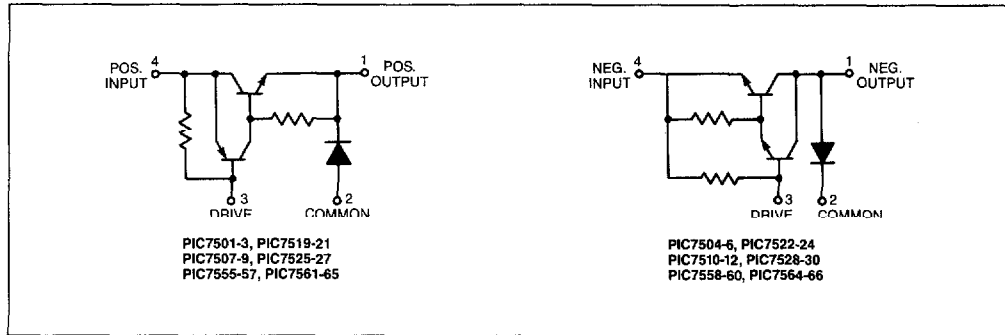 POS. INPUT 4
1 POS. OUTPUT
3 DRIVE
2 COMMON
PIC7501-3, PIC7519-21
PIC7507-9, PIC7525-27
PIC7555-57, PIC7561-65
NEG. INPUT 4
1 NEG. OUTPUT
3 DRIVE
2 COMMON
PIC7504-6, PIC7522-24
PIC7510-12, PIC7528-30
PIC7558-60, PIC7564-66